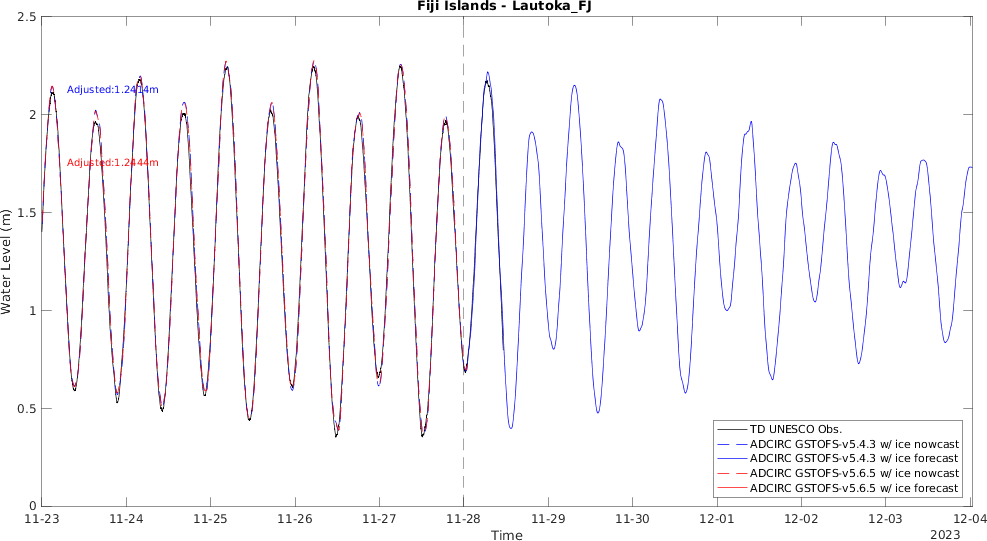 Fiji Islands - Lautoka_FJ
2.5
2
1.5
1
0.5
0
Water Level (m)
Adjusted:1.2414m
Adjusted:1.2444m
TD UNESCO Obs.
ADCIRC GSTOFS-v5.4.3 w/ ice nowcast
ADCIRC GSTOFS-v5.4.3 w/ ice forecast
ADCIRC GSTOFS-v5.6.5 w/ ice nowcast
ADCIRC GSTOFS-v5.6.5 w/ ice forecast
11-23 11-24 11-25 11-26 11-27 11-28 11-29 11-30 12-01 12-02 12-03 12-04
Time
2023